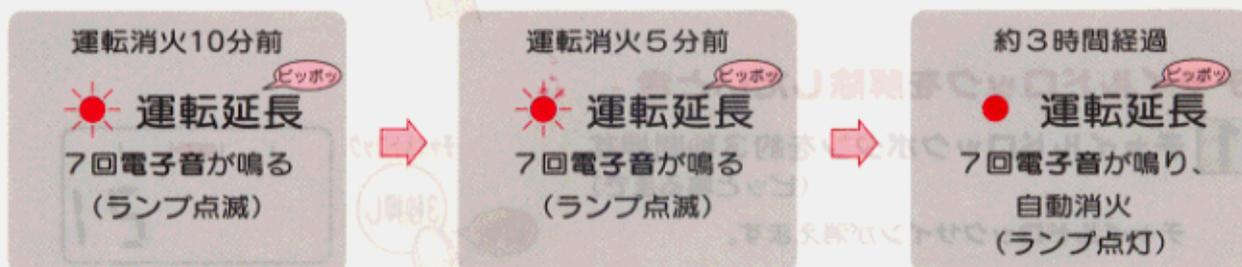 運転消火10分前
ピッポッ
運転延長
7回電子音が鳴る
(ランプ点滅)
運転消火5分前
ピッポッ
運転延長
7回電子音が鳴る
(ランプ点滅)
約3時間経過
ピッポッ
運転延長
7回電子音が鳴り、
自動消火
(ランプ点灯)